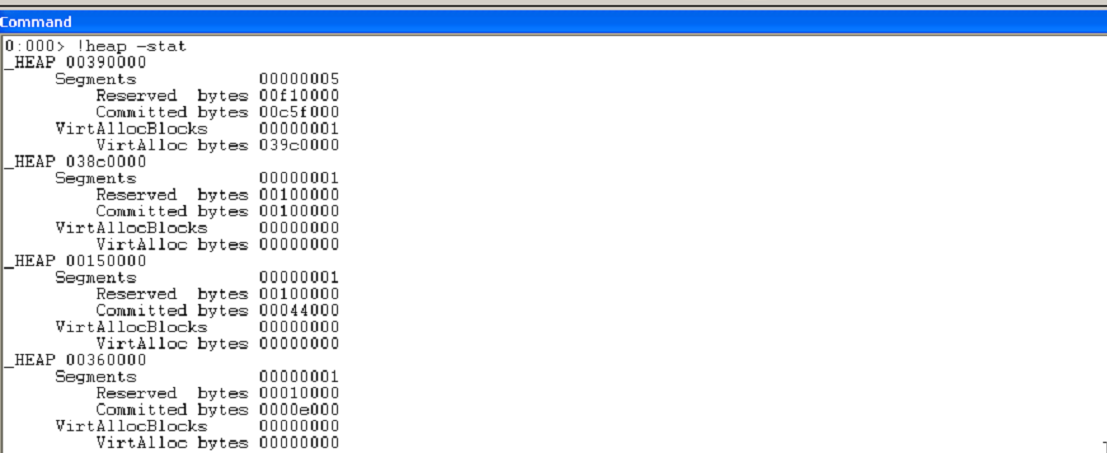 Command
0:000> !heap -stat
_HEAP 00390000
     Segments               00000005
         Reserved  bytes 00f10000
         Committed bytes 00c5f000
     VirtAllocBlocks     00000001
         VirtAlloc bytes 039c0000
_HEAP 038c0000
     Segments               00000001
         Reserved  bytes 00100000
         Committed bytes 00100000
     VirtAllocBlocks     00000000
         VirtAlloc bytes 00000000
_HEAP 00150000
     Segments               00000001
         Reserved  bytes 00100000
         Committed bytes 00044000
     VirtAllocBlocks     00000000
         VirtAlloc bytes 00000000
_HEAP 00360000
     Segments               00000001
         Reserved  bytes 00010000
         Committed bytes 0000e000
     VirtAllocBlocks     00000000
         VirtAlloc bytes 00000000